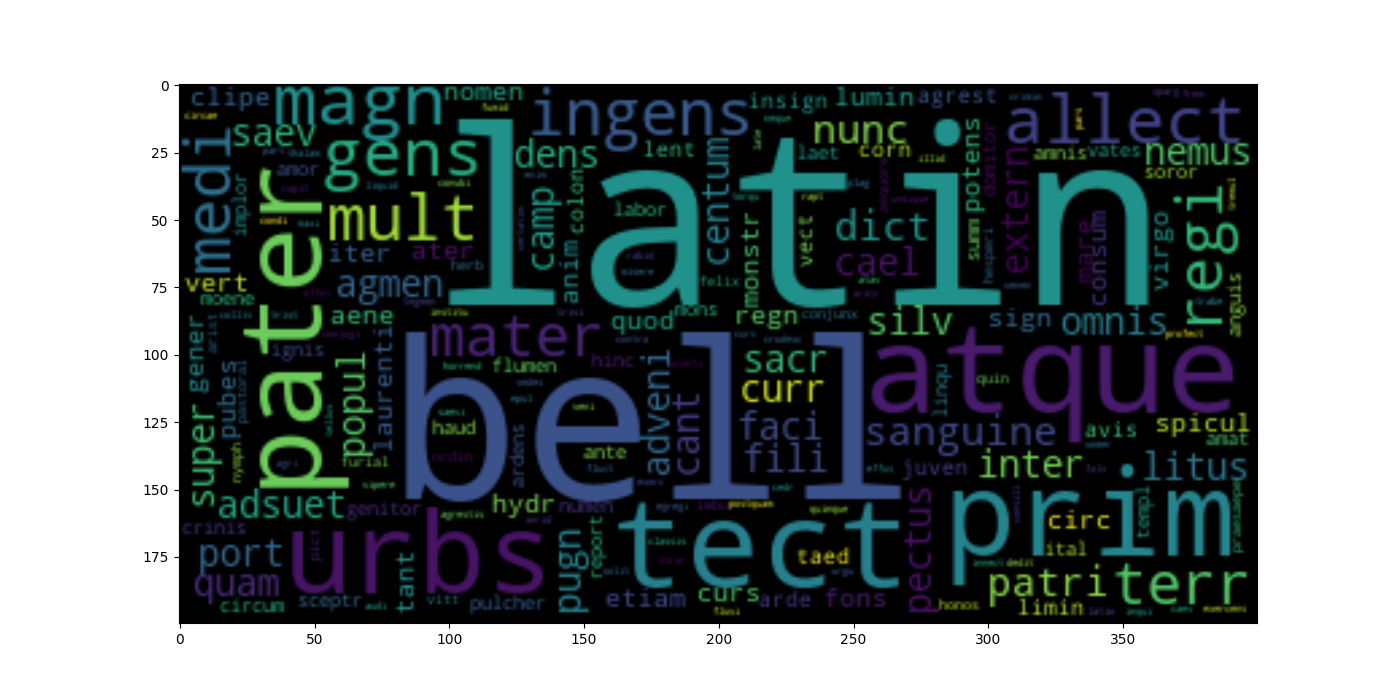 0
25
50
75
100
125
150
175
0 50 100 150 200 250 300 350
clipe
magn
nomen
ingens
insign
lumin
agrest
allect
saev
gens
dens
lent
laet
nunc
corn
amnis
vates
nemus
soror
medi
implor
amor
latin
pater
mult
camp
colon
labor
centum
dict
potens
summ
extern
domitor
mare
consum
virgo
regi
iter
ater
herb
anim
monstr
vect
cael
vert
moene
agmen
felix
anguis
aene
quod
mons
regn
conjunx
silv
sign
omnis
gener
ignis
laurenti
mater
flumen
hinc
sacr
atque
super
pubes
popul
bell
adveni
cant
curr
quin
linqu
haud
faci
sanguine
avis
spicul
amat
nymph
furial
ordin
ardens
ante
fili
juven
inter
litus
adsuet
genitor
hydr
numen
pectus
prim
circ
templ
crinis
port
urbs
pict
tant
pugn
report
tect
taed
ital
quam
patri
terr
circum
sceptr
vitt
pulcher
etiam
curs
arde
fons
honos
limin